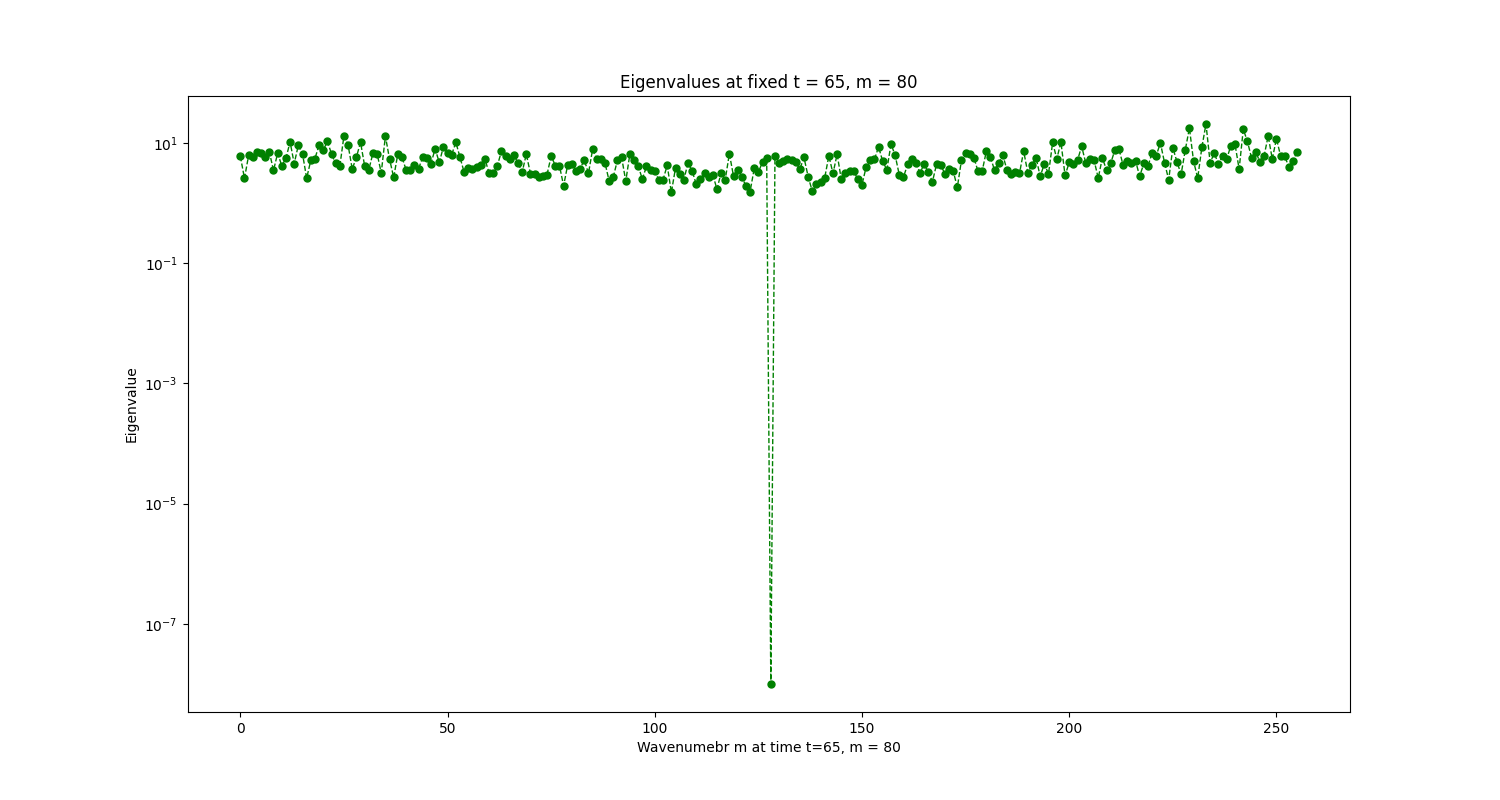 Eigenvalues at fixed t = 65, m = 80
10¹
10⁻¹
10⁻³
10⁻⁵
10⁻⁷
Eigenvalue
0 50 100 150 200 250
Wavenumebr m at time t=65, m = 80